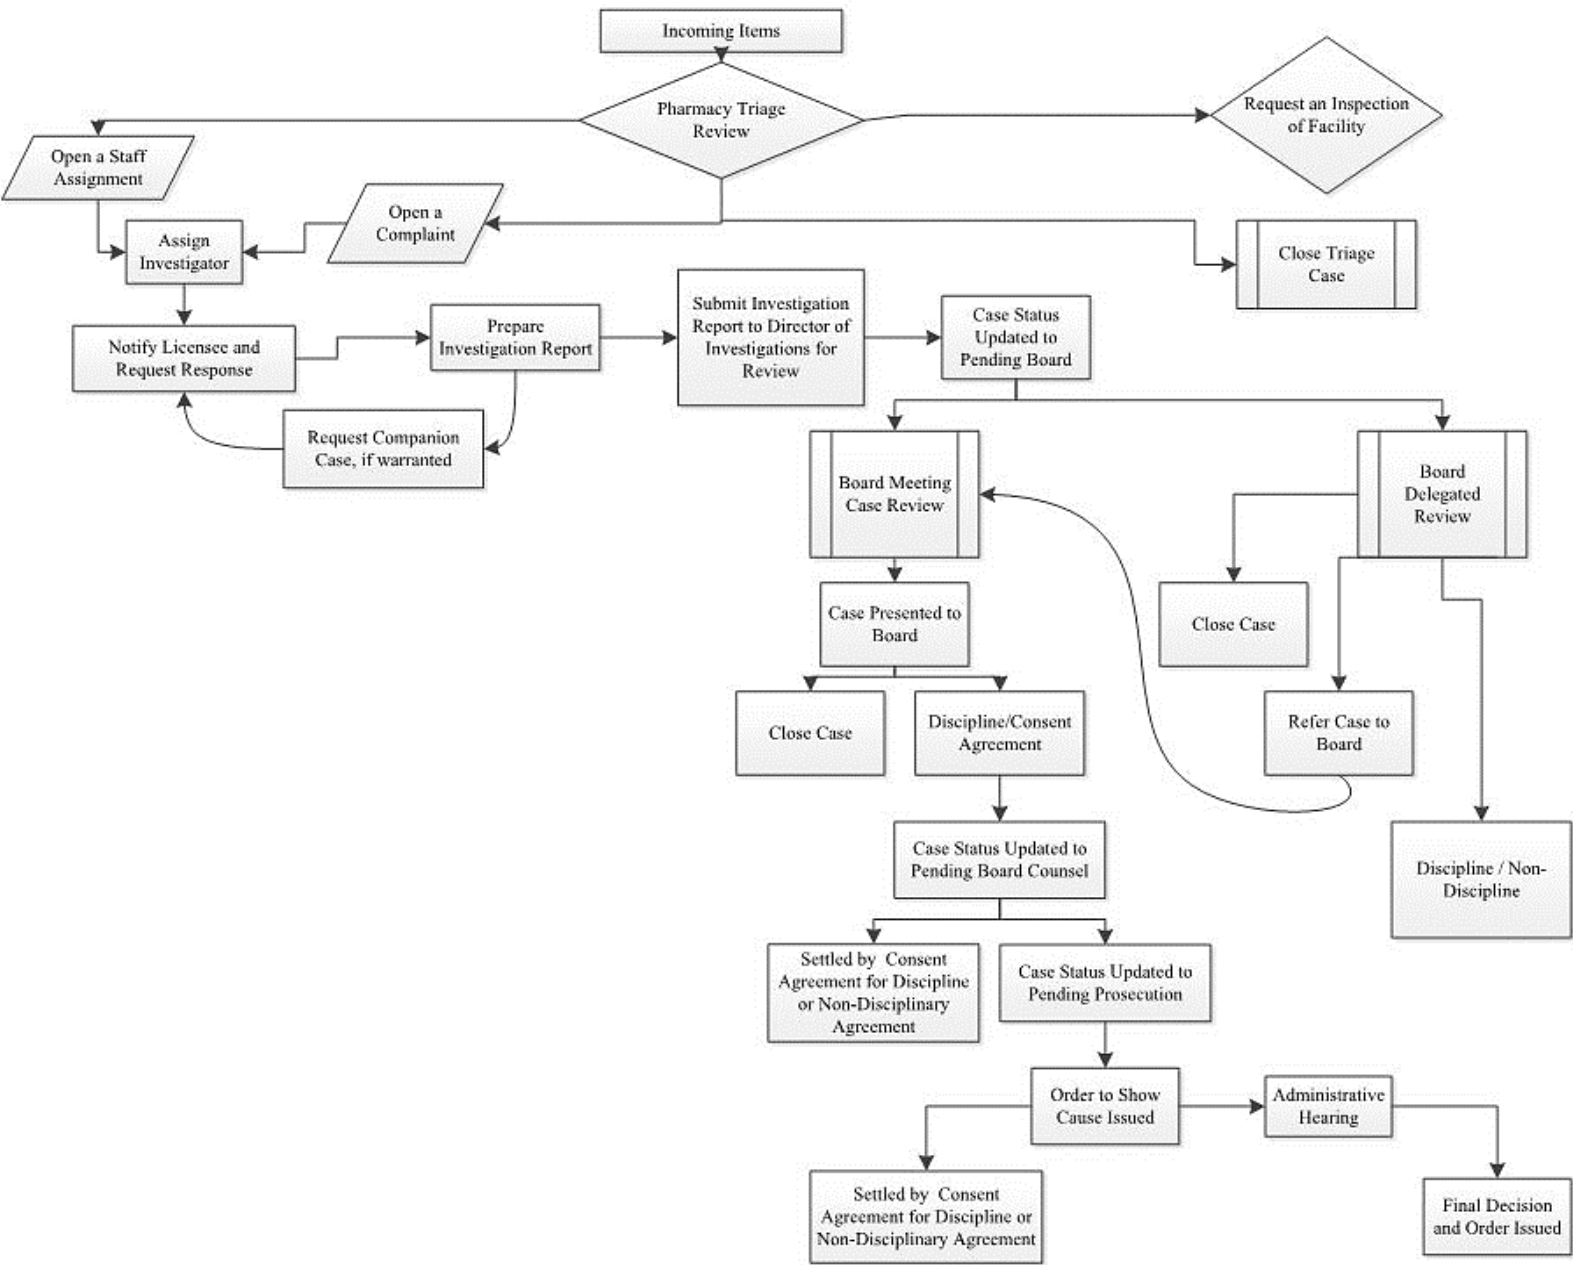 Incoming Items
Pharmacy Triage
Review
Request an Inspection
of Facility
Open a Staff
Assignment
Open a
Complaint
Assign
Investigator
Close Triage
Case
Notify Licensee and
Request Response
Prepare
Investigation Report
Submit Investigation
Report to Director of
Investigations for
Review
Case Status
Updated to
Pending Board
Request Companion
Case, if warranted
Board Meeting
Case Review
Board
Delegated
Review
Case Presented to
Board
Close Case
Close Case
Discipline/Consent
Agreement
Refer Case to
Board
Case Status Updated to
Pending Board Counsel
Discipline / Non-
Discipline
Settled by Consent
Agreement for Discipline
or Non-Disciplinary
Agreement
Case Status Updated to
Pending Prosecution
Order to Show
Cause Issued
Administrative
Hearing
Settled by Consent
Agreement for Discipline or
Non-Disciplinary Agreement
Final Decision
and Order Issued